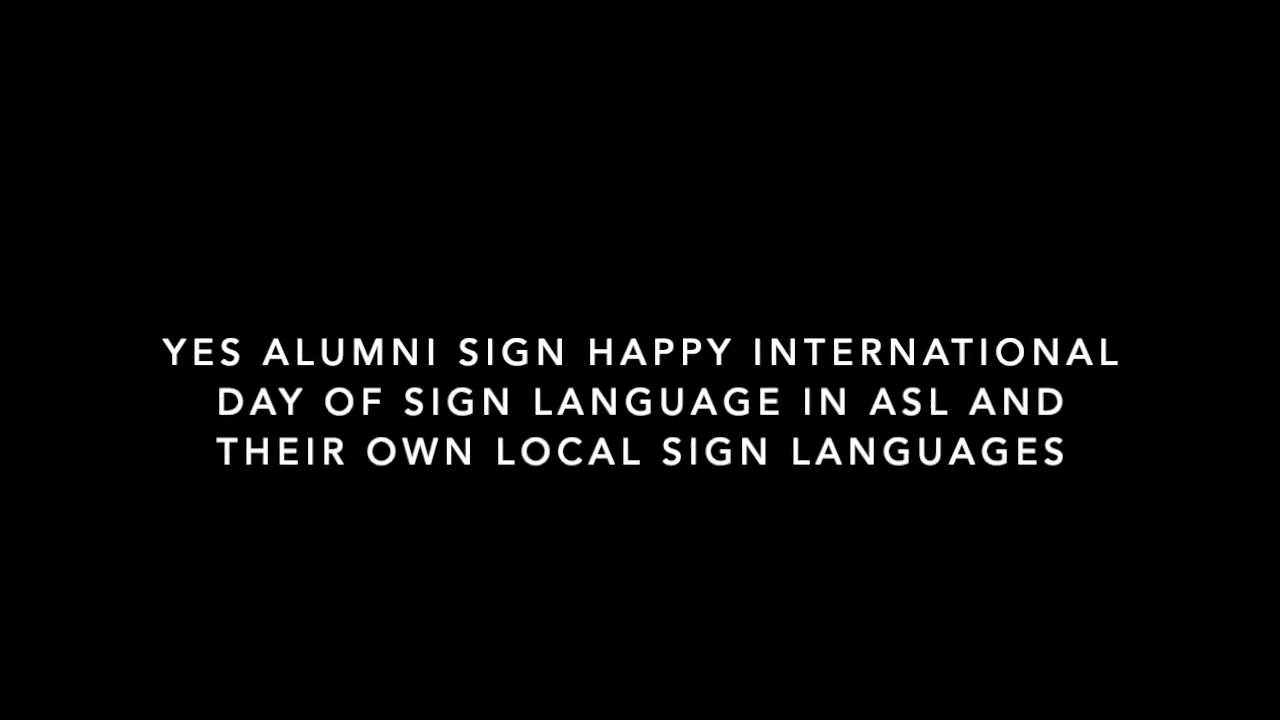 YES ALUMNI SIGN HAPPY INTERNATIONAL
DAY OF SIGN LANGUAGE IN ASL AND
THEIR OWN LOCAL SIGN LANGUAGES